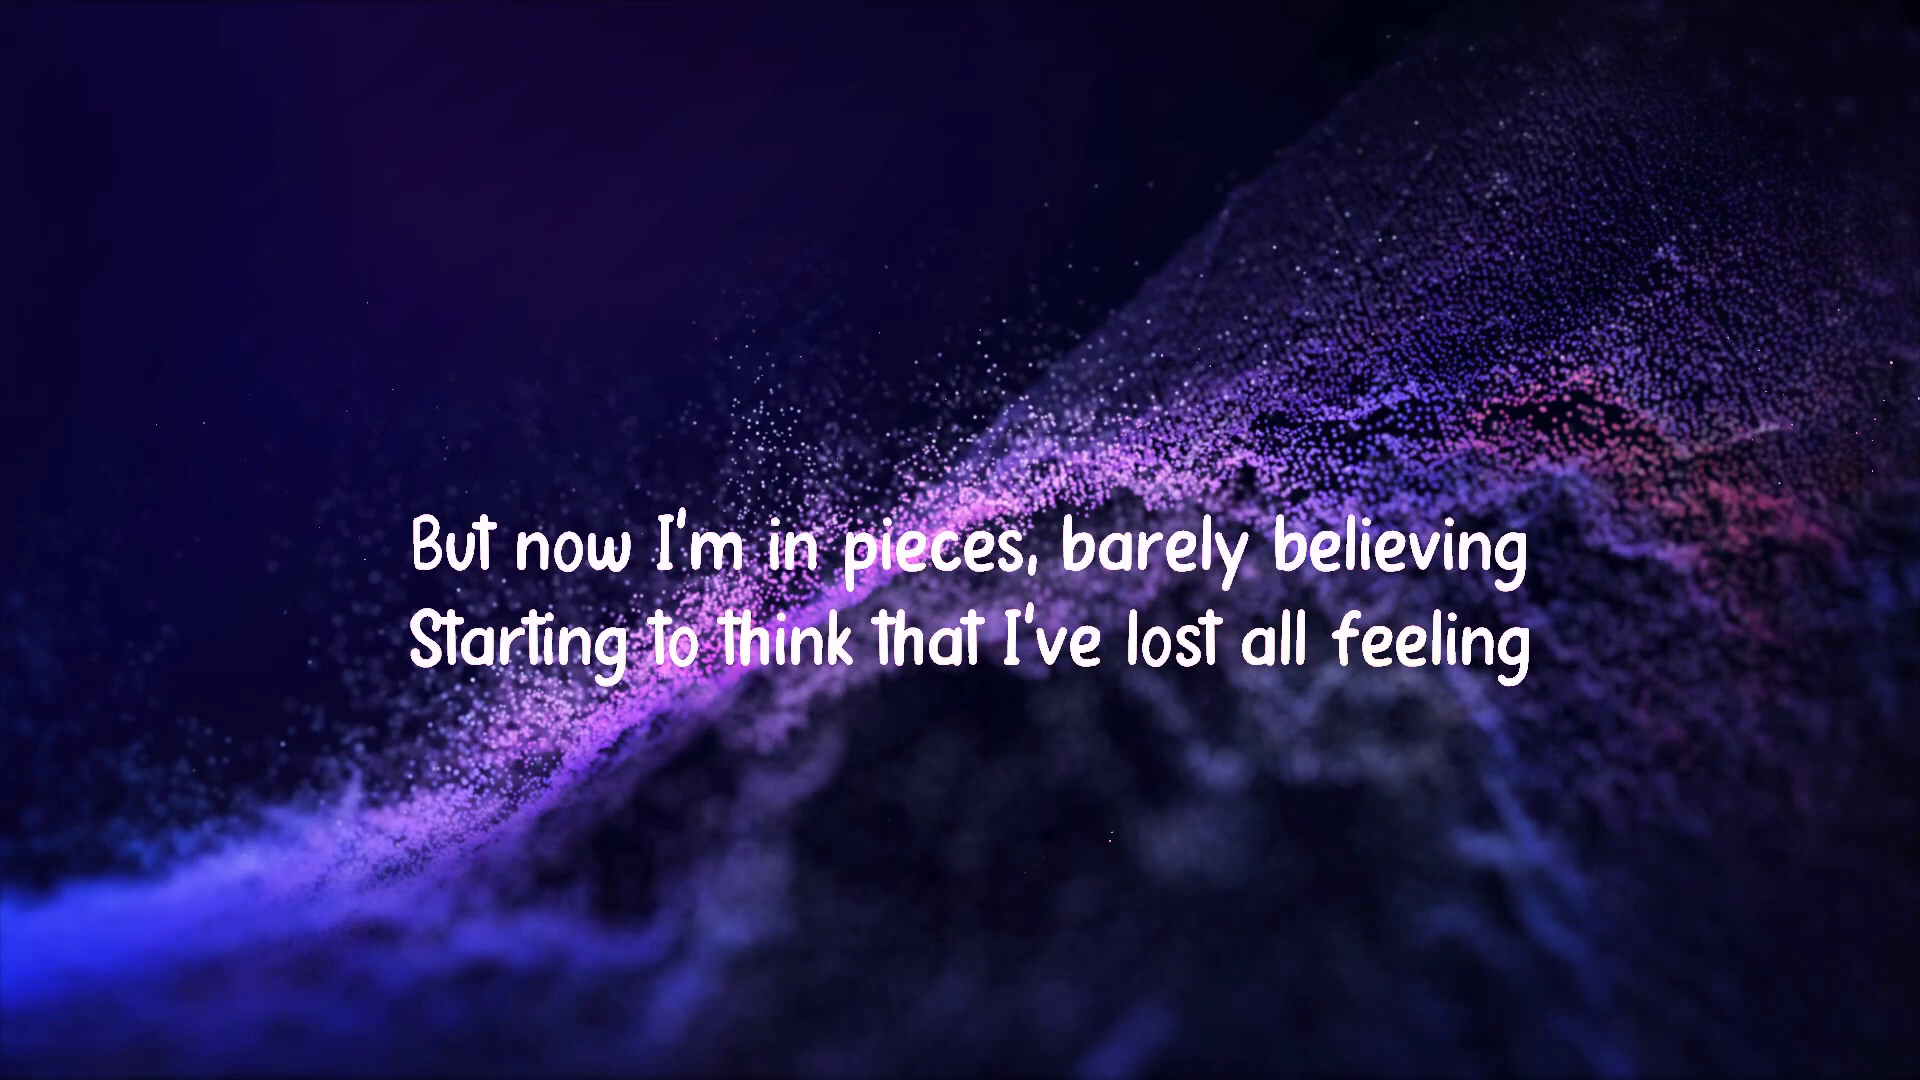 But now I'm in pieces, barely believing
Starting to think that I've lost all feeling